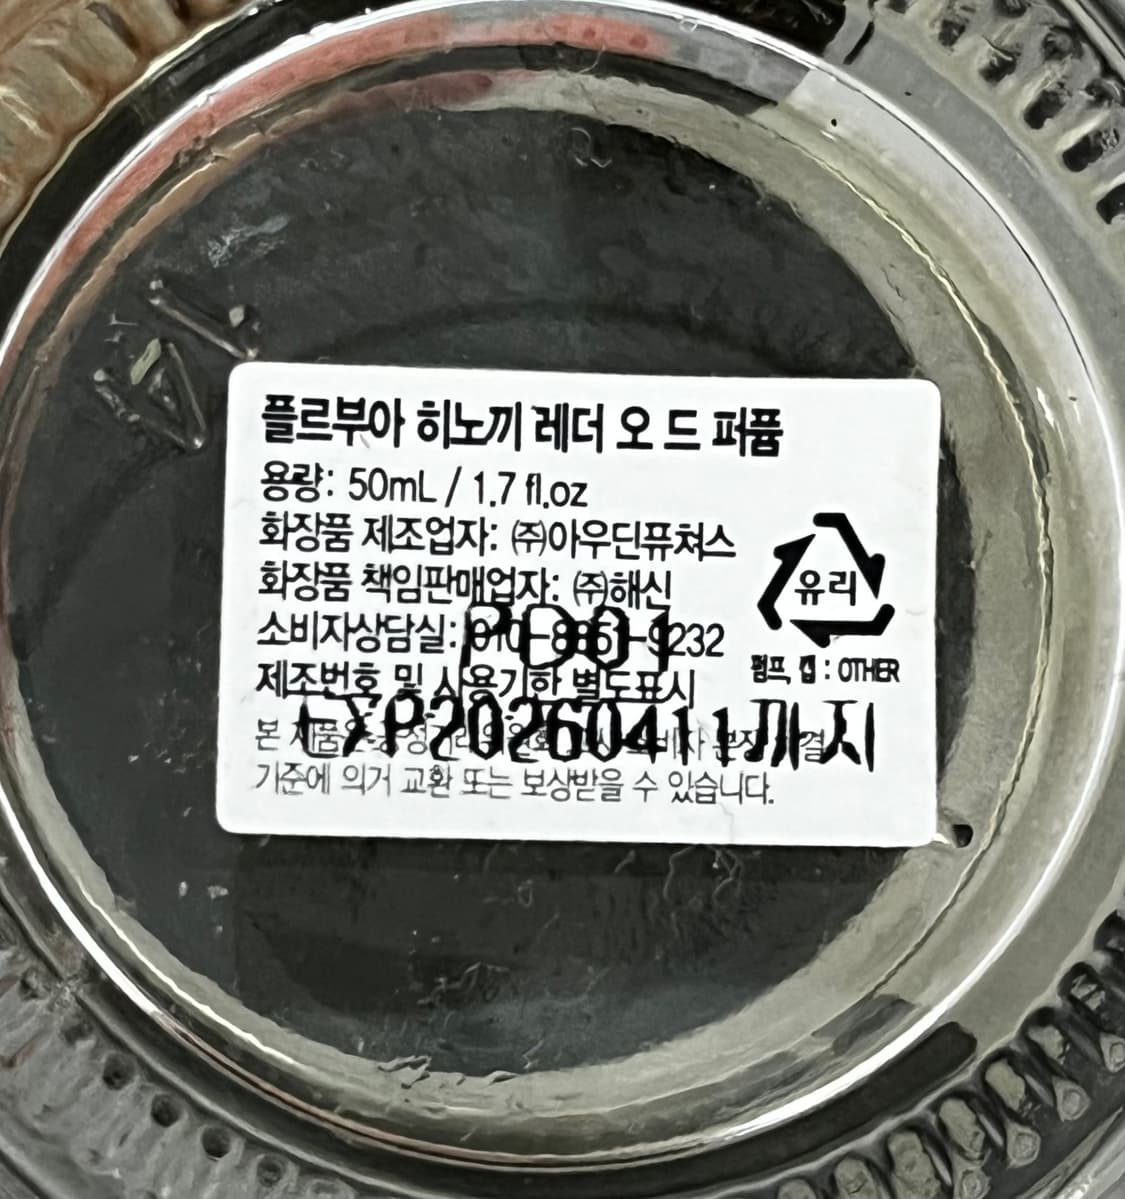 플르부아 히노끼 레더 오 드 퍼퓸
용량: 50mL / 1.7 fl.oz
화장품 제조업자: ㈜아우딘퓨쳐스
화장품 책임판매업자: ㈜해신
소비자상담실:
PD01
제조번호 및 사용기한 별도표시
EXP20260411까지
본 제품은
기준에 의거 교환 또는 보상받을 수 있습니다.
유리
펌프, 캡 : OTHER